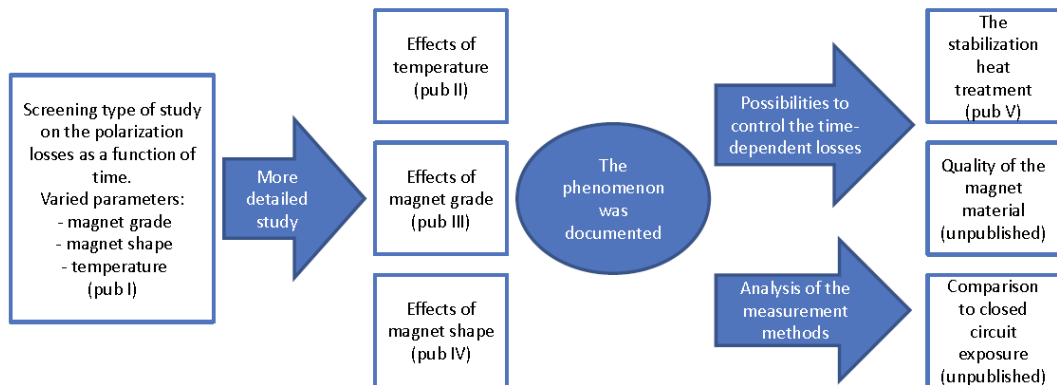 Screening type of study
on the polarization
losses as a function of
time.
Varied parameters:
- magnet grade
- magnet shape
- temperature
(pub I)
More
detailed
study
Effects of
temperature
(pub II)
Effects of
magnet grade
(pub III)
Effects of
magnet shape
(pub IV)
The
phenomenon
was
documented
Possibilities to
control the time-
dependent losses
Analysis of the
measurement
methods
The
stabilization
heat
treatment
(pub V)
Quality of the
magnet
material
(unpublished)
Comparison
to closed
circuit
exposure
(unpublished)